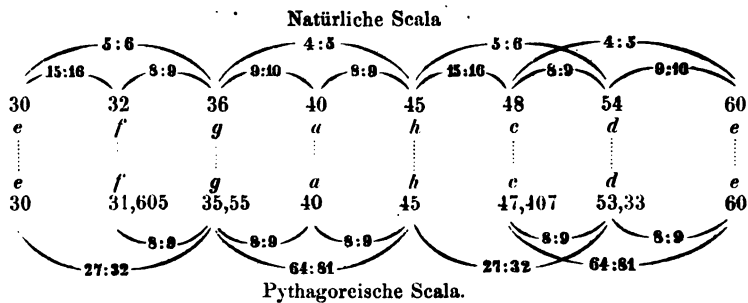 Natürliche Scala
5:6 4:5 5:6 4:5
15:16 8:9 9:10 8:9 15:16 8:9 9:10
30 32 36 40 45 48 54 60
e f g a h c d e
e f g a h c d e
30 31,605 35,55 40 45 47,407 53,33 60
8:9 8:9 8:9 8:9 8:9
27:32 64:81 27:32 64:81
Pythagoreische Scala.